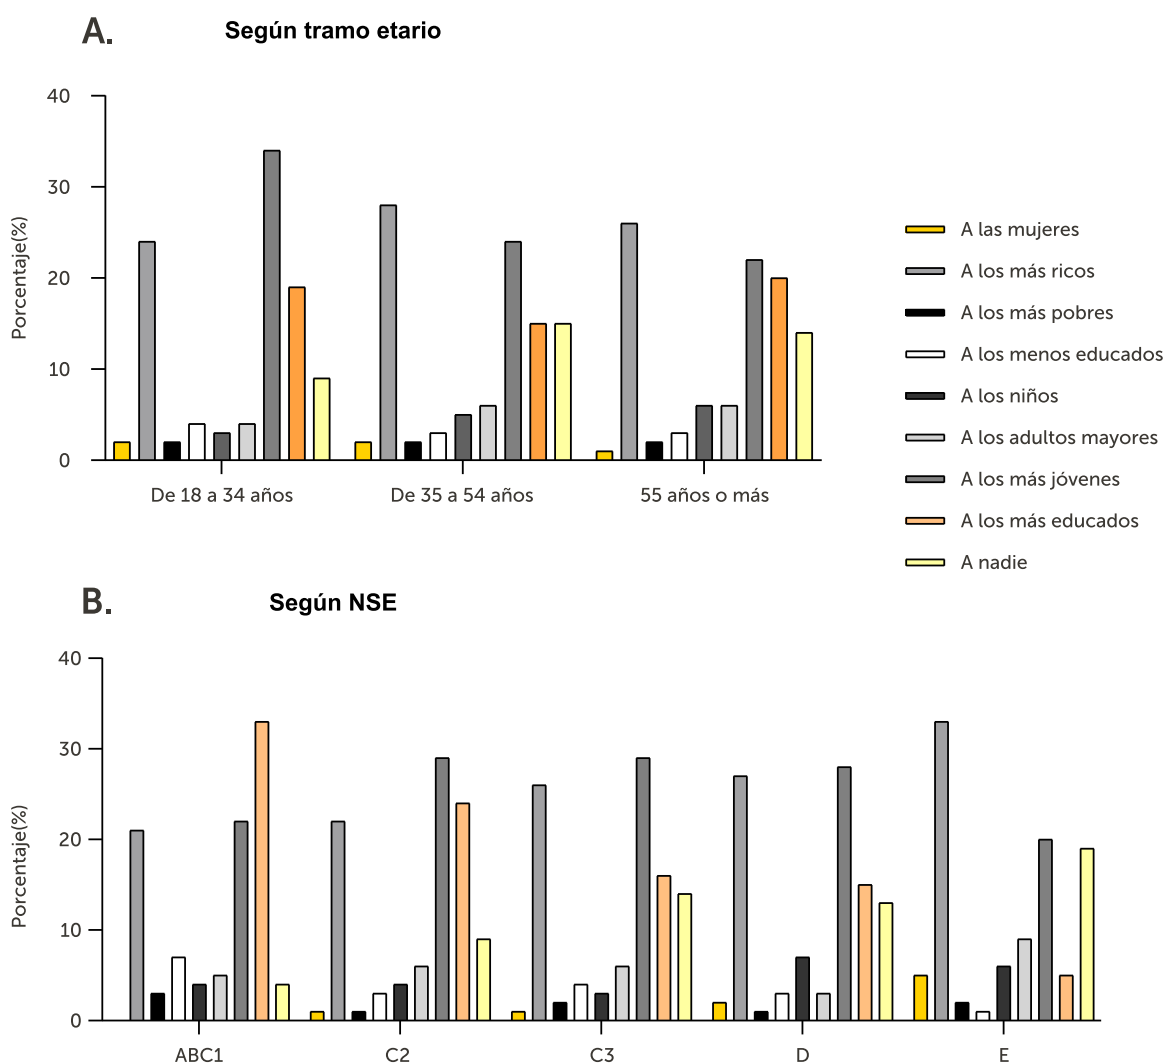 A. Según tramo etario
40
30
20
10
0
Porcentaje(%)
De 18 a 34 años De 35 a 54 años 55 años o más
A las mujeres
A los más ricos
A los más pobres
A los menos educados
A los niños
A los adultos mayores
A los más jóvenes
A los más educados
A nadie
B. Según NSE
40
30
20
10
0
Porcentaje(%)
ABC1 C2 C3 D E